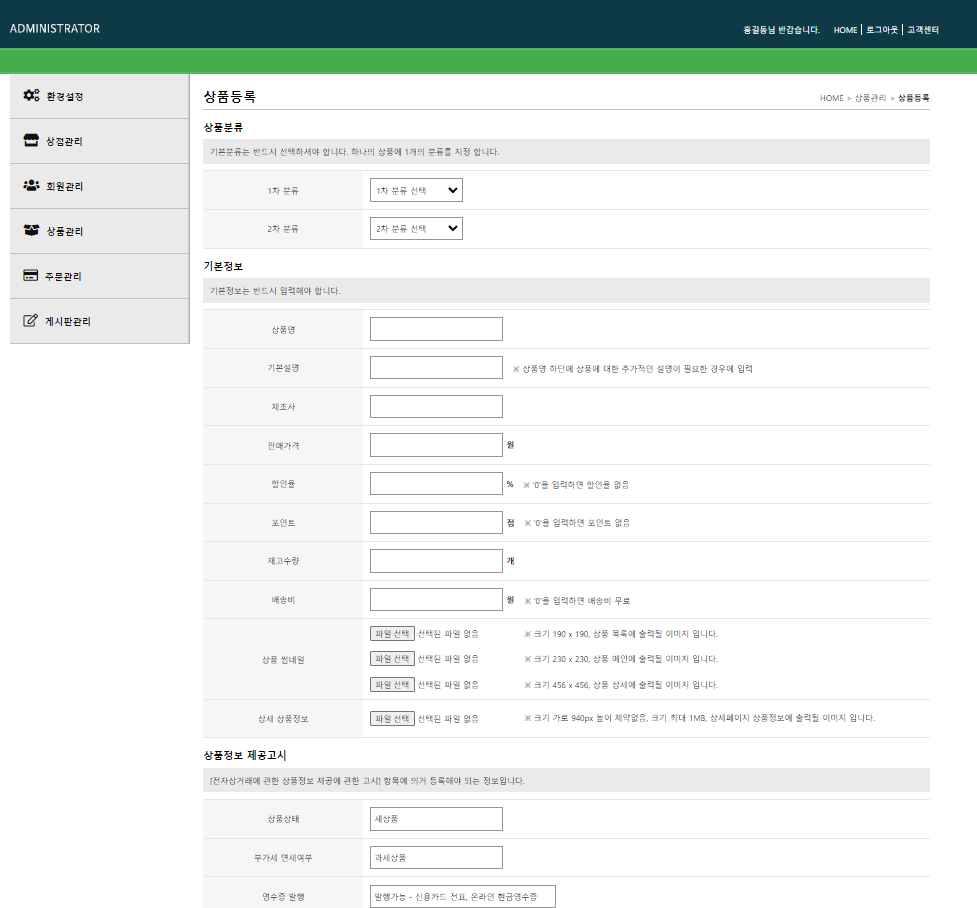 ADMINISTRATOR
홍길동님 반갑습니다. HOME | 로그아웃 | 고객센터
환경설정
상점관리
회원관리
상품관리
주문관리
게시판관리
상품등록
HOME > 상품관리 > 상품등록
상품분류
기본분류는 반드시 선택하셔야 합니다. 하나의 상품에 1개의 분류를 지정 합니다.
1차 분류 1차 분류 선택
2차 분류 2차 분류 선택
기본정보
기본정보는 반드시 입력해야 합니다.
상품명
기본설명 ※ 상품명 하단에 상품에 대한 추가적인 설명이 필요한 경우에 입력
제조사
판매가격 원
할인율 % ※ '0'을 입력하면 할인율 없음
포인트 점 ※ '0'을 입력하면 포인트 없음
재고수량 개
배송비 원 ※ '0'을 입력하면 배송비 무료
상품 썸네일
파일 선택 선택된 파일 없음 ※ 크기 190 x 190, 상품 목록에 출력될 이미지 입니다.
파일 선택 선택된 파일 없음 ※ 크기 230 x 230, 상품 메인에 출력될 이미지 입니다.
파일 선택 선택된 파일 없음 ※ 크기 456 x 456, 상품 상세에 출력될 이미지 입니다.
상세 상품정보 파일 선택 선택된 파일 없음 ※ 크기 가로 940px 높이 제약없음, 크기 최대 1MB, 상세페이지 상품정보에 출력될 이미지 입니다.
상품정보 제공고시
[전자상거래에 관한 상품정보 제공에 관한 고시] 항목에 의거 등록해야 되는 정보입니다.
상품상태 새상품
부가세 면세여부 과세상품
영수증 발행 발행가능 - 신용카드 전표, 온라인 현금영수증